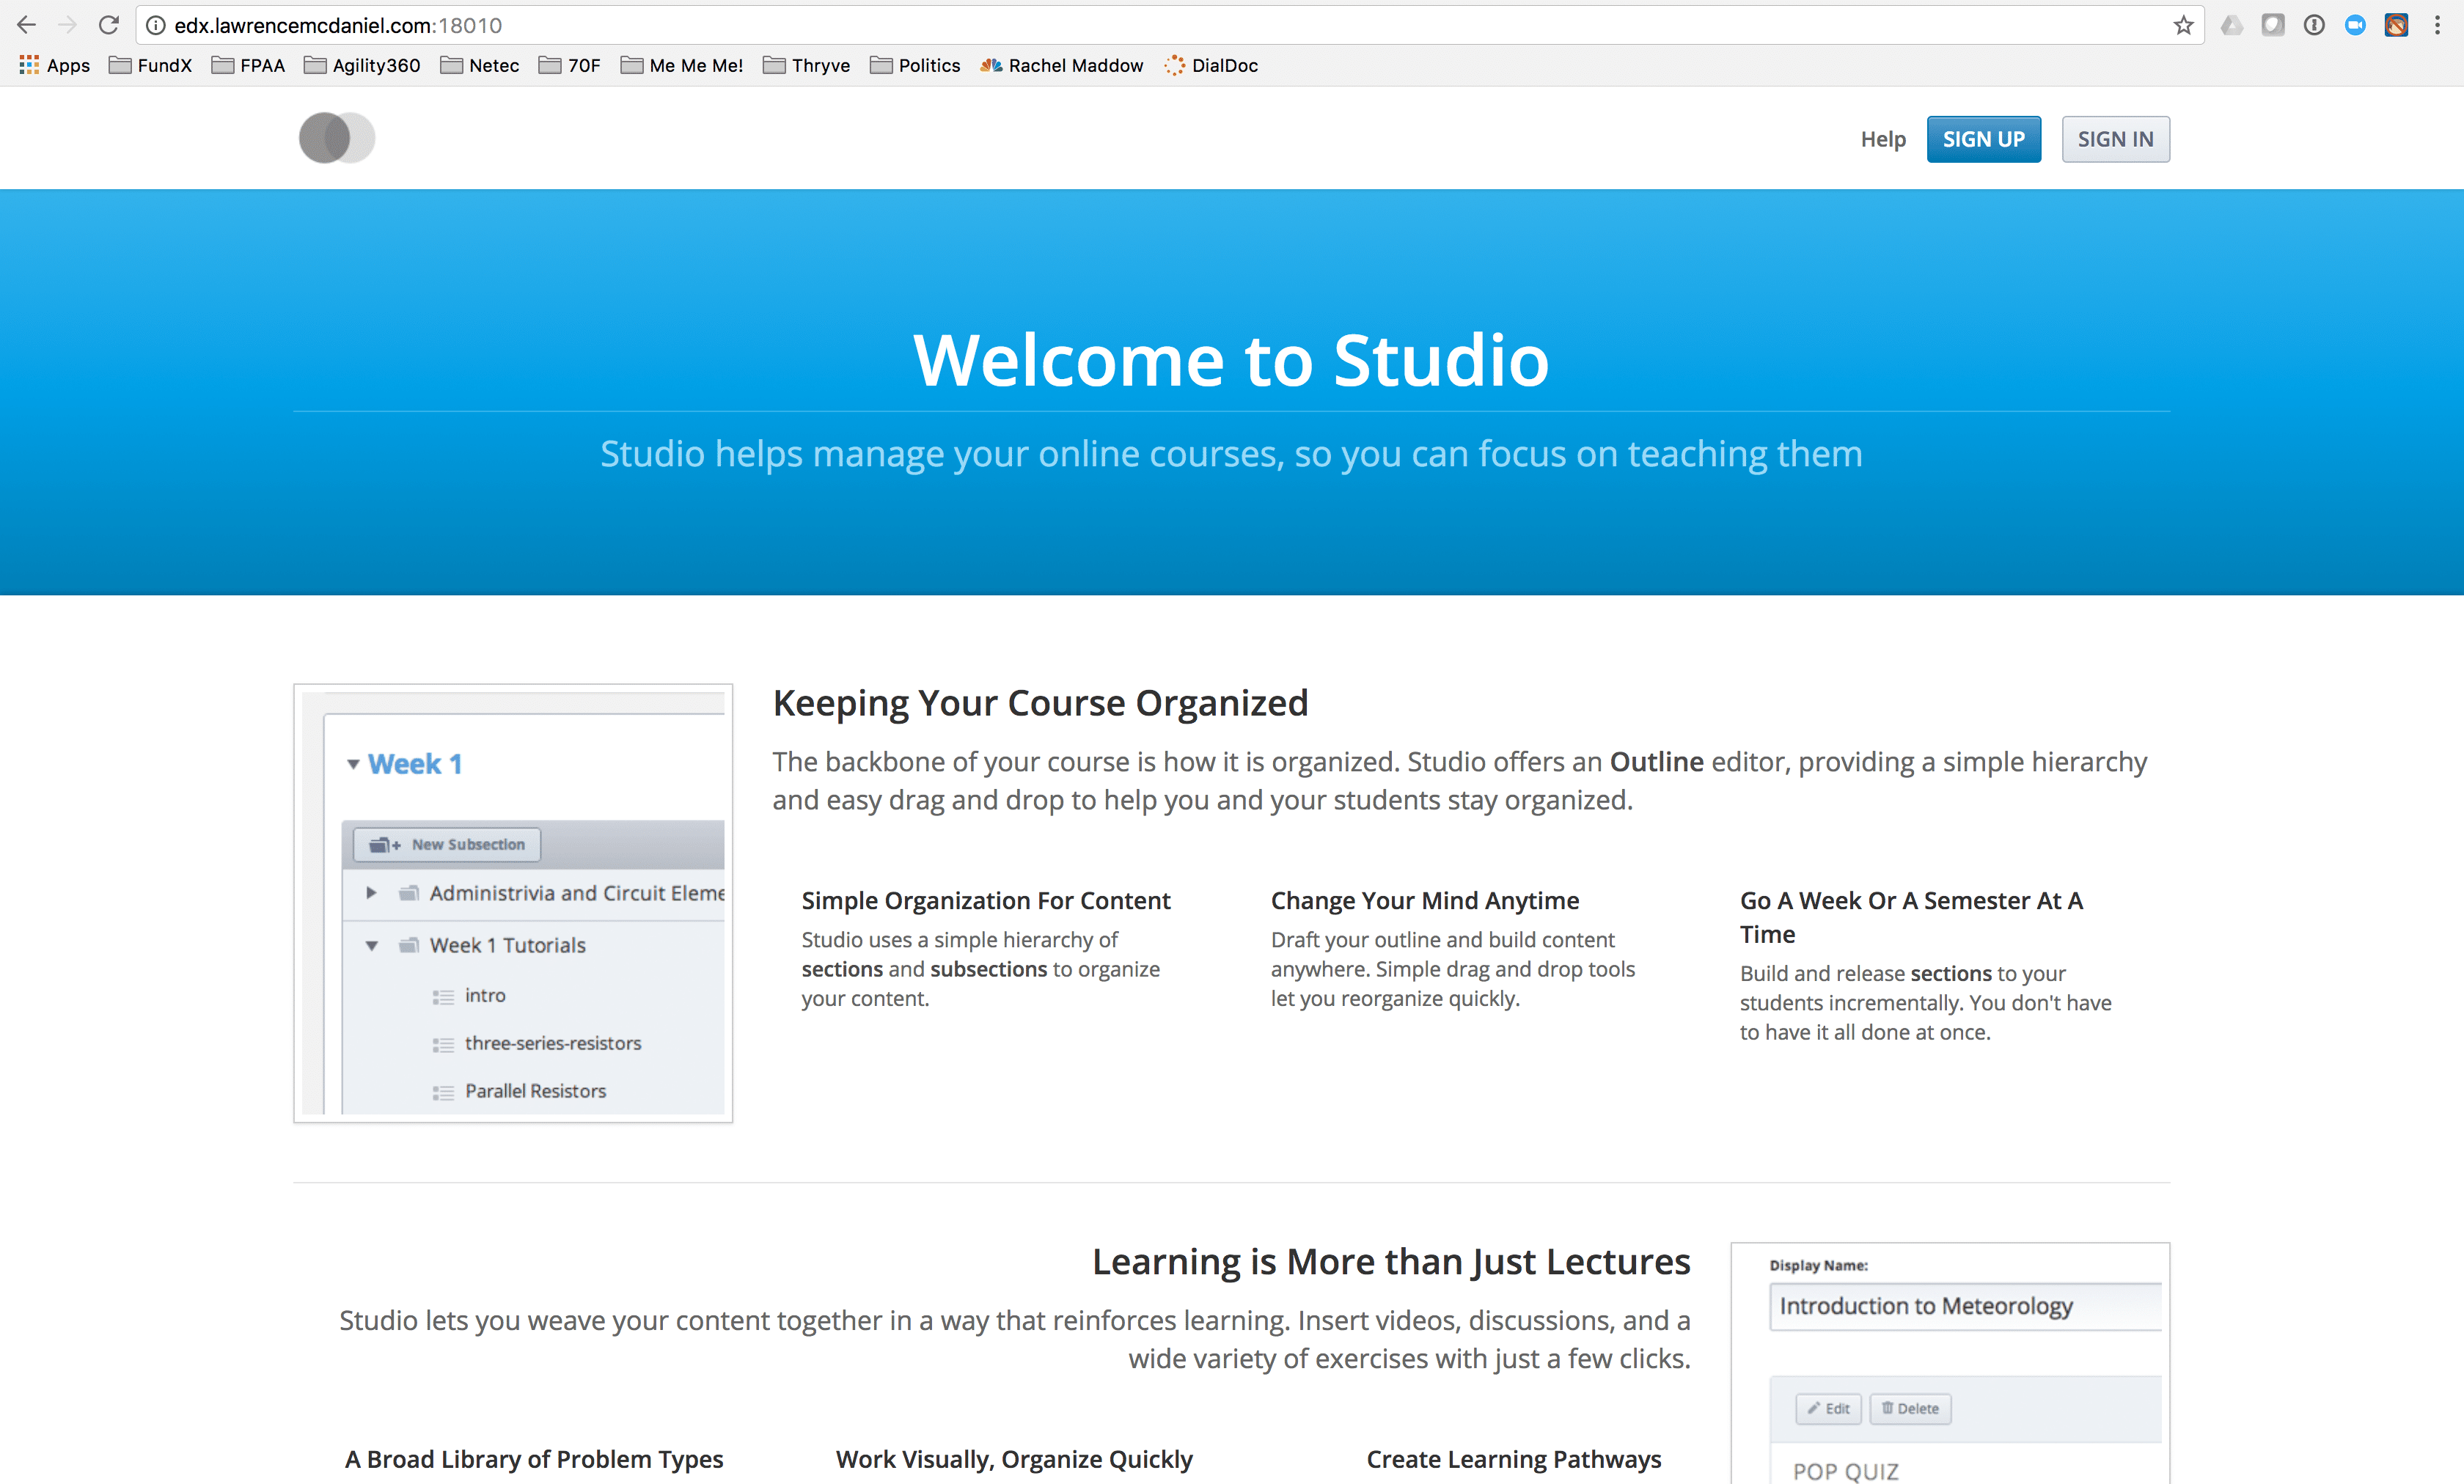 edx.lawrencemcdaniel.com:18010
Apps FundX FPAA Agility360 Netec 70F Me Me Me! Thryve Politics Rachel Maddow DialDoc
Help SIGN UP SIGN IN
Welcome to Studio
Studio helps manage your online courses, so you can focus on teaching them
Week 1
New Subsection
Administrivia and Circuit Eleme
Week 1 Tutorials
intro
three-series-resistors
Parallel Resistors
Keeping Your Course Organized
The backbone of your course is how it is organized. Studio offers an Outline editor, providing a simple hierarchy
and easy drag and drop to help you and your students stay organized.
Simple Organization For Content
Studio uses a simple hierarchy of
sections and subsections to organize
your content.
Change Your Mind Anytime
Draft your outline and build content
anywhere. Simple drag and drop tools
let you reorganize quickly.
Go A Week Or A Semester At A
Time
Build and release sections to your
students incrementally. You don't have
to have it all done at once.
Learning is More than Just Lectures
Studio lets you weave your content together in a way that reinforces learning. Insert videos, discussions, and a
wide variety of exercises with just a few clicks.
A Broad Library of Problem Types
Work Visually, Organize Quickly
Create Learning Pathways
Display Name:
Introduction to Meteorology
Edit Delete
POP QUIZ